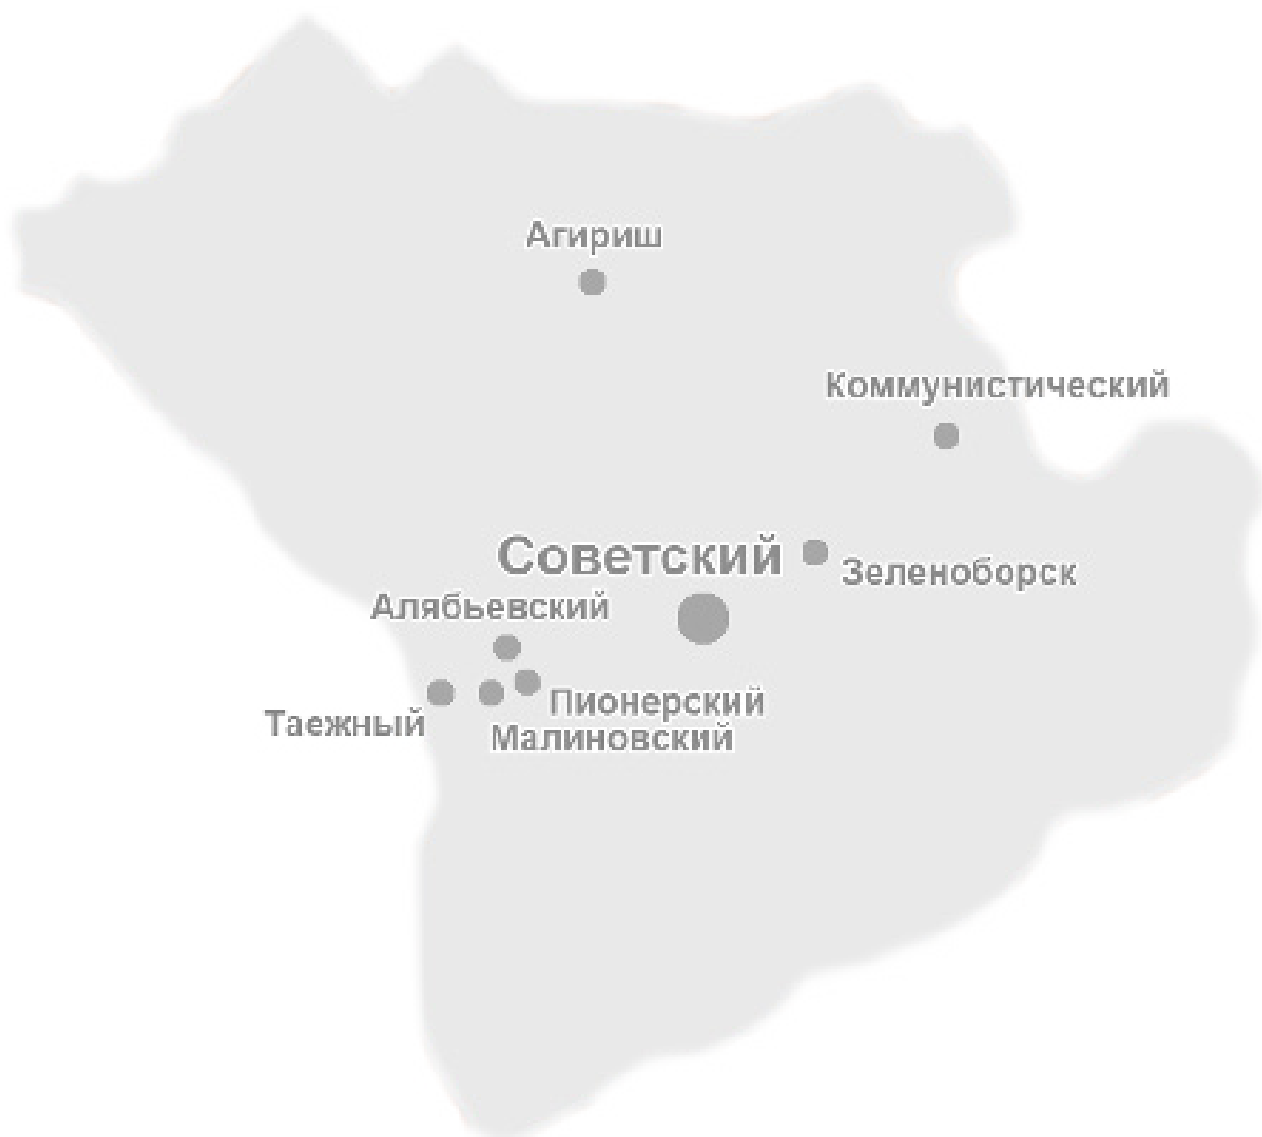 Агириш
Коммунистический
Советский
Зеленоборск
Алябьевский
Пионерский
Таежный
Малиновский